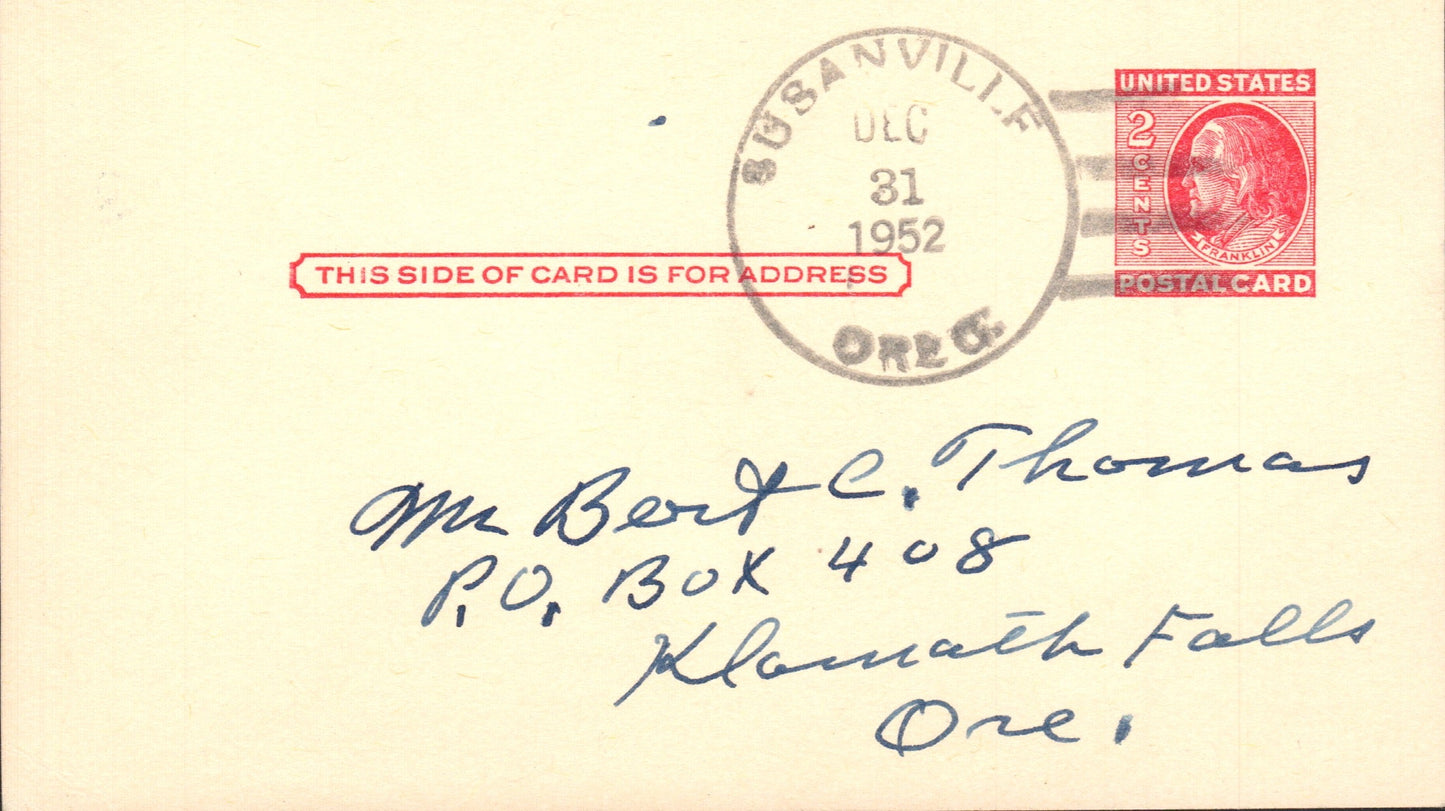 SUSANVILLE
DEC
31
1952
OREG.
UNITED STATES
2 CENTS
FRANKLIN
POSTAL CARD
THIS SIDE OF CARD IS FOR ADDRESS
Mr Bert C. Thomas
P.O. Box 408
Klamath Falls
Ore.